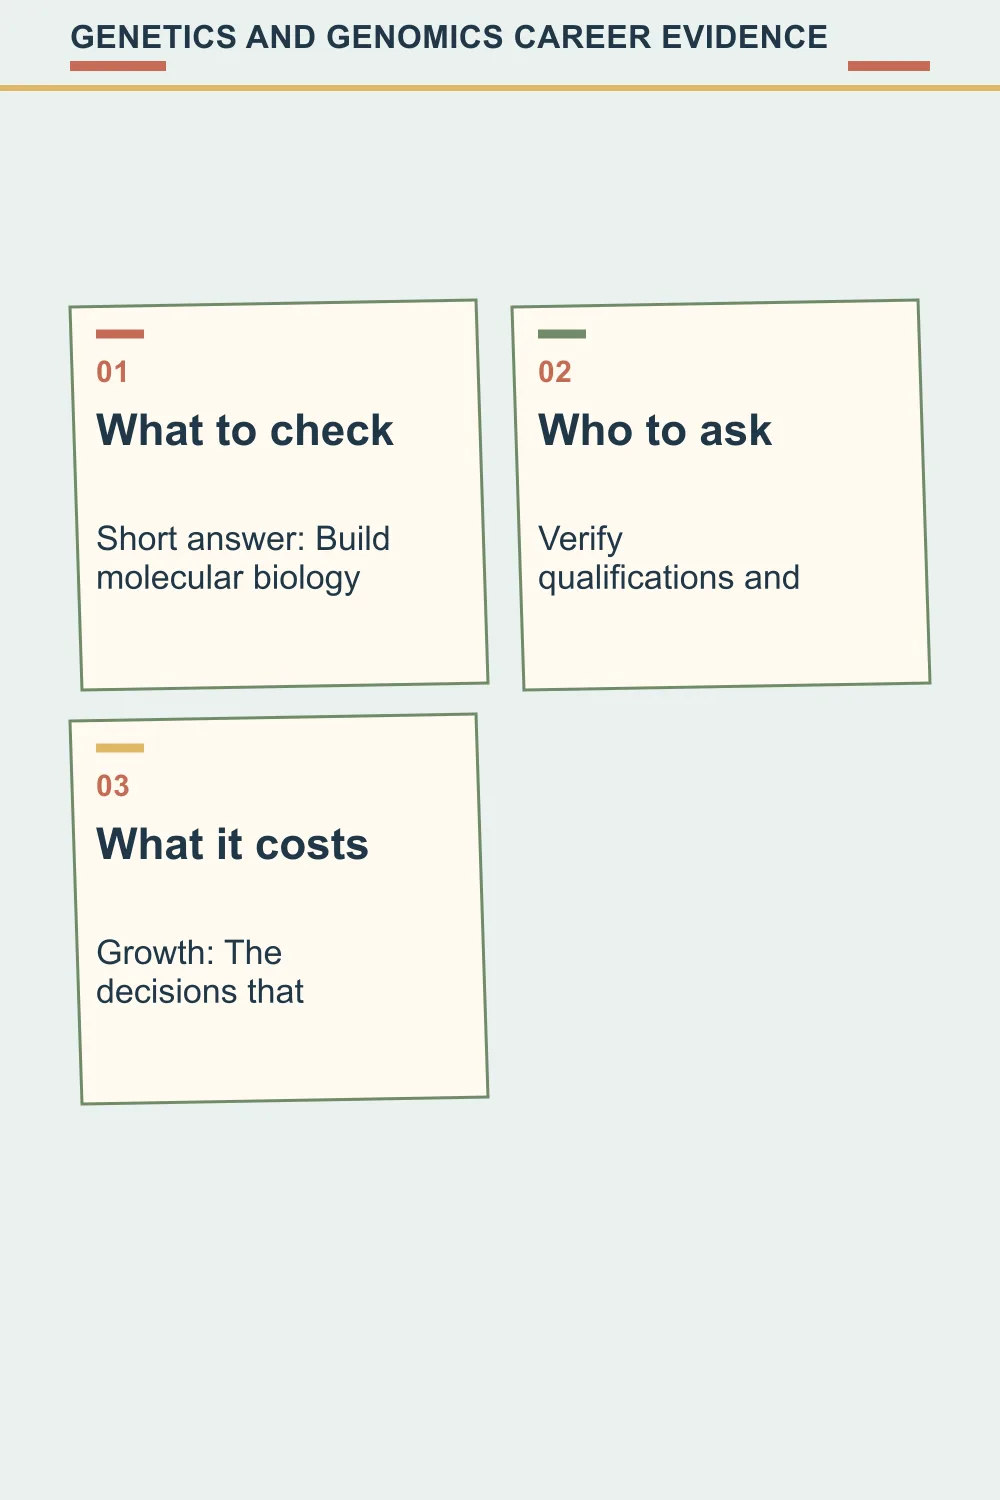 GENETICS AND GENOMICS CAREER EVIDENCE
01
What to check
Short answer: Build
molecular biology
02
Who to ask
Verify
qualifications and
03
What it costs
Growth: The
decisions that